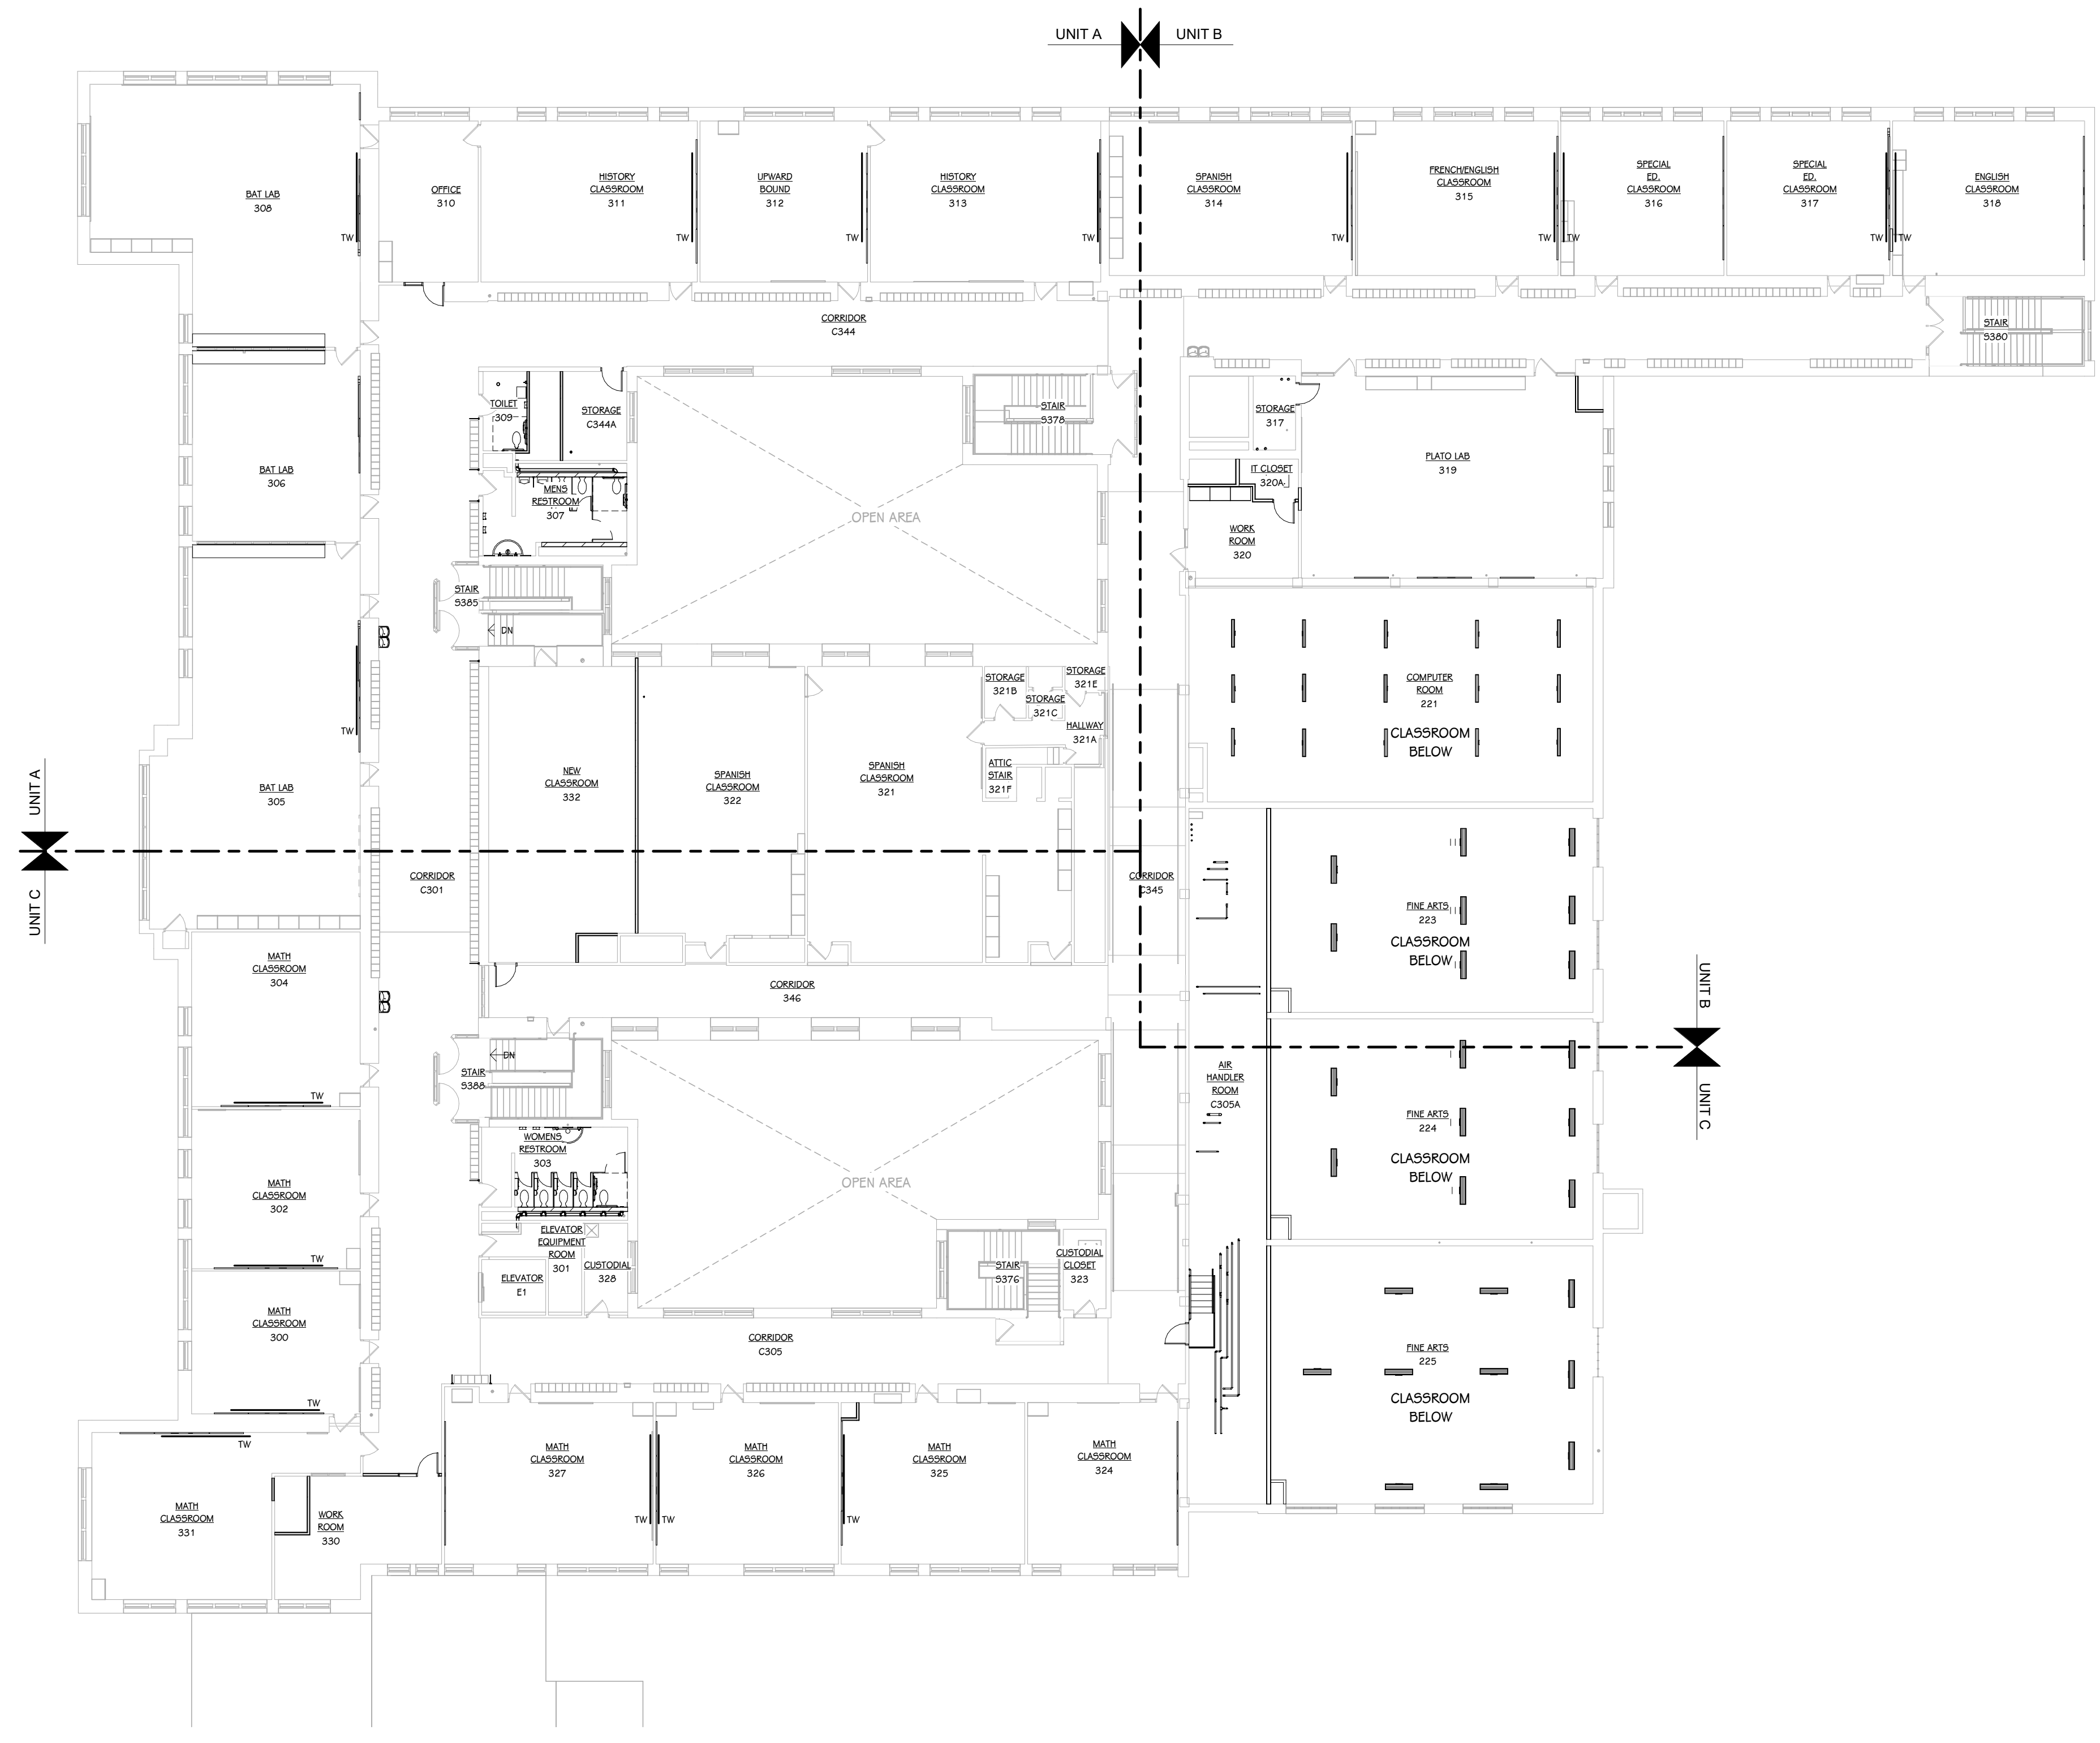 UNIT A
UNIT B
BAT LAB
308
OFFICE
310
HISTORY
CLASSROOM
311
UPWARD
BOUND
312
HISTORY
CLASSROOM
313
SPANISH
CLASSROOM
314
FRENCH/ENGLISH
CLASSROOM
315
SPECIAL
ED.
CLASSROOM
316
SPECIAL
ED.
CLASSROOM
317
ENGLISH
CLASSROOM
318
TW
TW
TW
TW
TW
TW
TW
TW
TW
CORRIDOR
C344
STAIR
S380
TOILET
309
STORAGE
C344A
STAIR
S378
STORAGE
317
BAT LAB
306
MENS
RESTROOM
307
OPEN AREA
IT CLOSET
320A
PLATO LAB
319
WORK
ROOM
320
STAIR
S385
DN
BAT LAB
305
TW
NEW
CLASSROOM
332
SPANISH
CLASSROOM
322
SPANISH
CLASSROOM
321
STORAGE
321B
STORAGE
321C
STORAGE
321E
HALLWAY
321A
ATTIC
STAIR
321F
COMPUTER
ROOM
221
CLASSROOM
BELOW
UNIT A
UNIT C
CORRIDOR
C301
CORRIDOR
C345
FINE ARTS
223
CLASSROOM
BELOW
MATH
CLASSROOM
304
TW
CORRIDOR
346
UNIT B
UNIT C
STAIR
S388
DN
AIR
HANDLER
ROOM
C305A
FINE ARTS
224
CLASSROOM
BELOW
MATH
CLASSROOM
302
TW
WOMENS
RESTROOM
303
OPEN AREA
ELEVATOR
EQUIPMENT
ROOM
301
ELEVATOR
E1
CUSTODIAL
328
STAIR
S376
CUSTODIAL
CLOSET
323
MATH
CLASSROOM
300
TW
CORRIDOR
C305
FINE ARTS
225
CLASSROOM
BELOW
TW
MATH
CLASSROOM
331
WORK
ROOM
330
MATH
CLASSROOM
327
TW
TW
MATH
CLASSROOM
326
TW
MATH
CLASSROOM
325
MATH
CLASSROOM
324